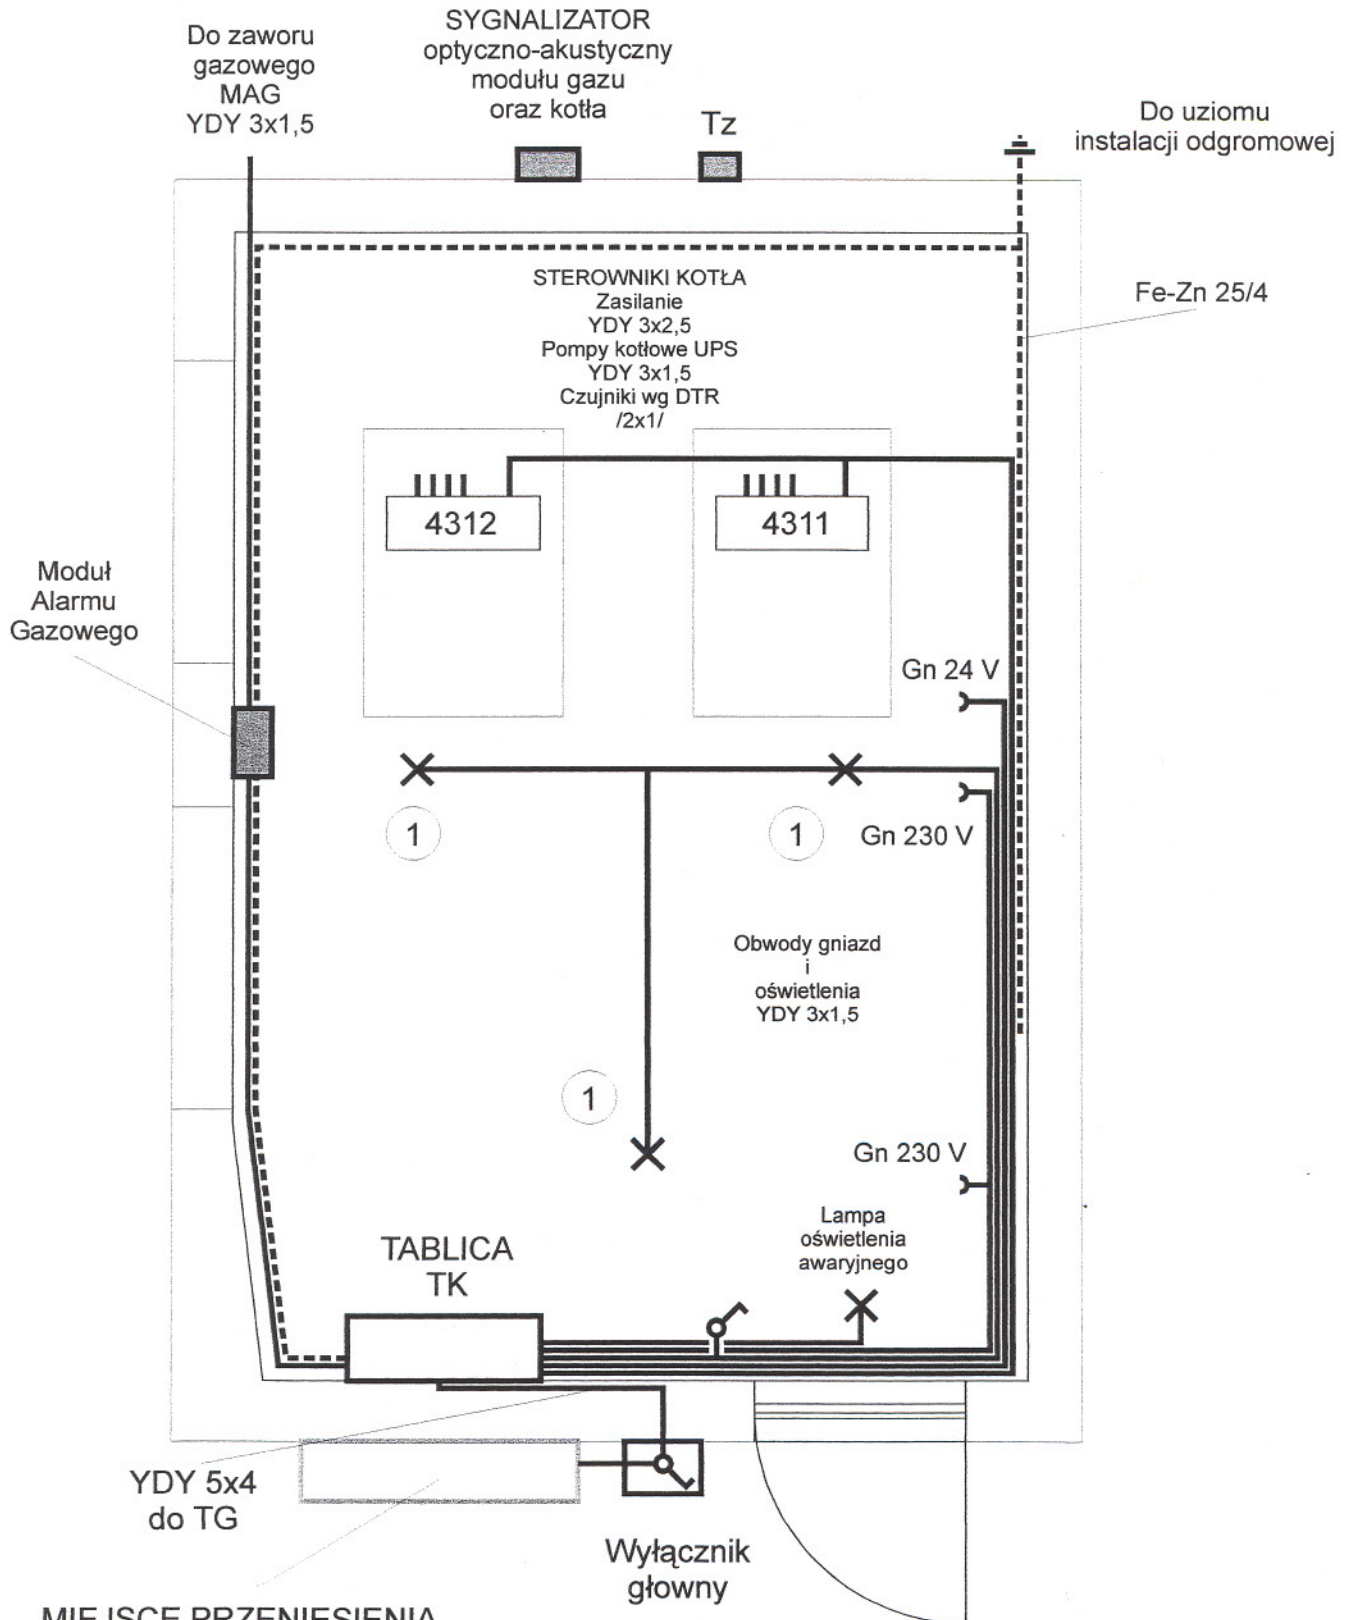 Do zaworu
gazowego
MAG
YDY 3x1,5
SYGNALIZATOR
optyczno-akustyczny
modułu gazu
oraz kotła
Tz
Do uziomu
instalacji odgromowej
Fe-Zn 25/4
STEROWNIKI KOTŁA
Zasilanie
YDY 3x2,5
Pompy kotłowe UPS
YDY 3x1,5
Czujniki wg DTR
/2x1/
4312
4311
Moduł
Alarmu
Gazowego
Gn 24 V
1
1
Gn 230 V
Obwody gniazd
i
oświetlenia
YDY 3x1,5
1
Gn 230 V
Lampa
oświetlenia
awaryjnego
TABLICA
TK
YDY 5x4
do TG
Wyłącznik
głowny
MIEJSCE PRZENIESIENIA